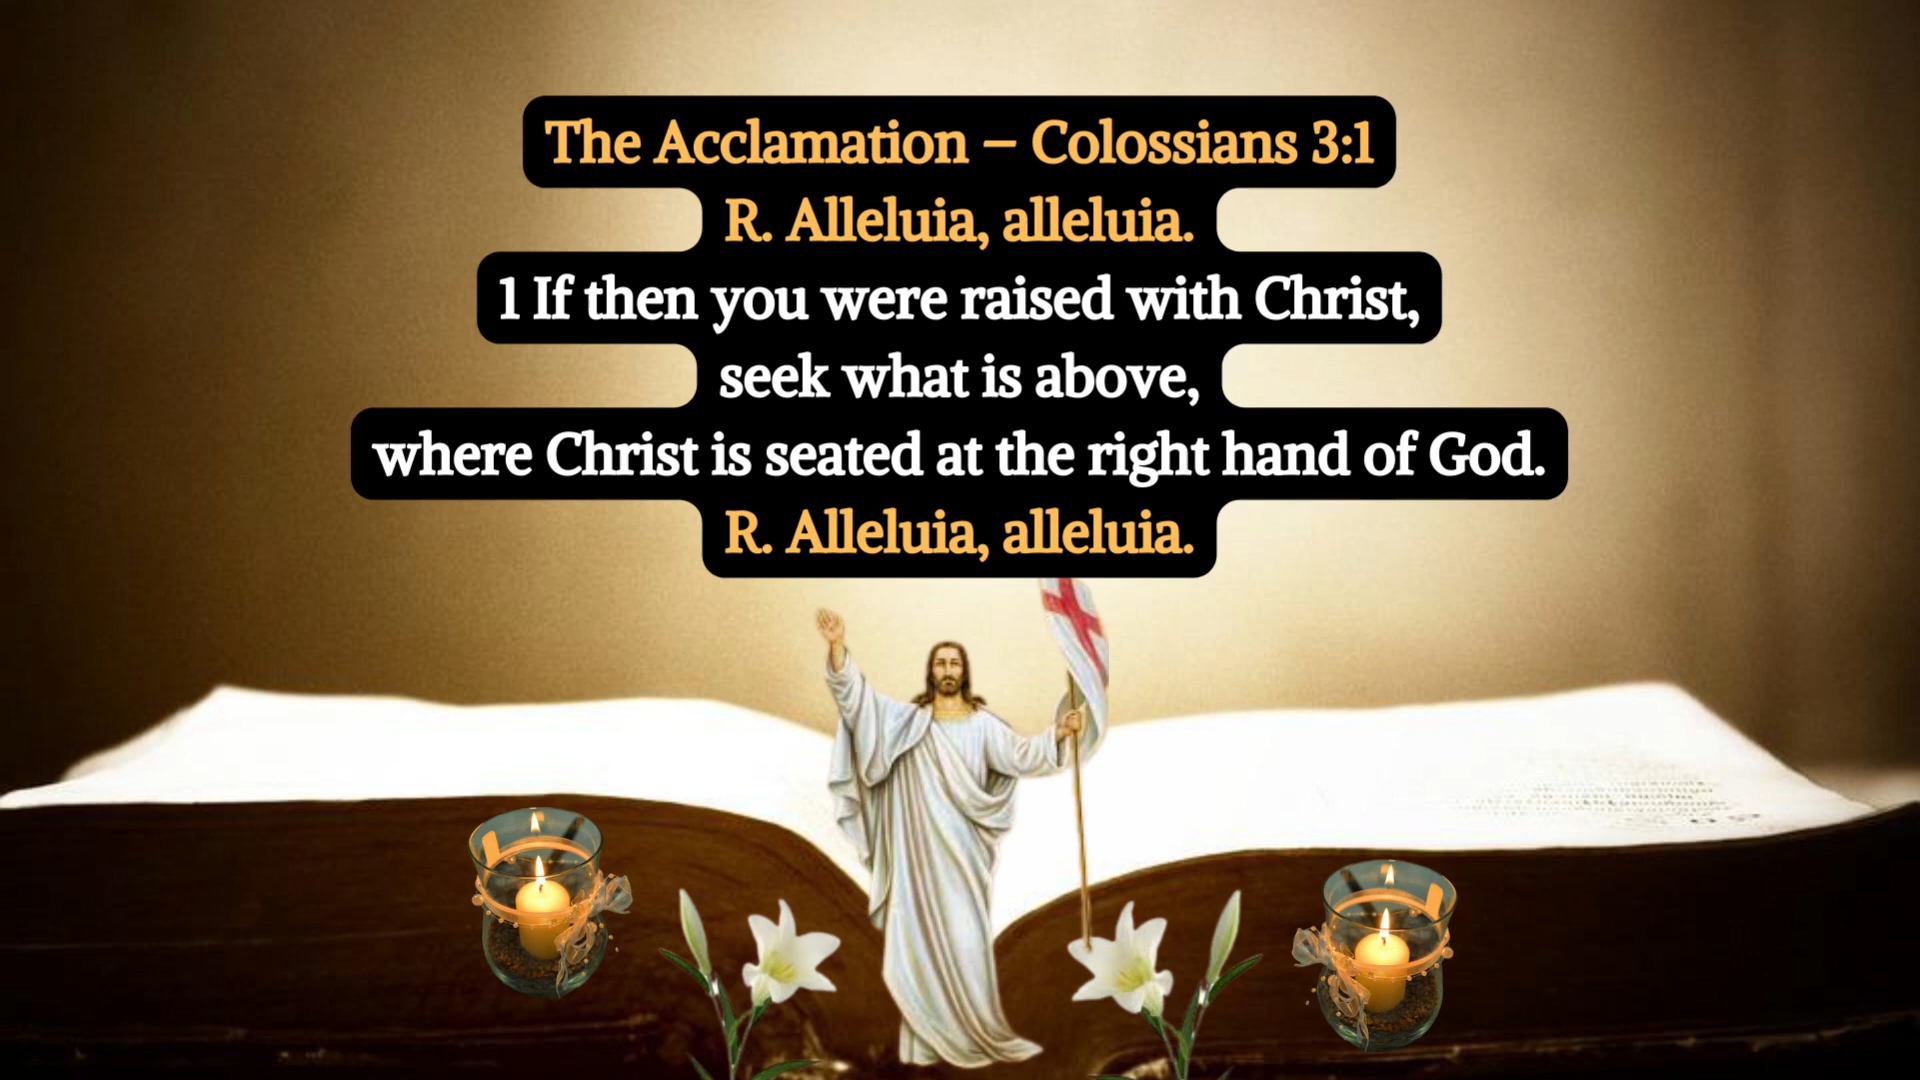 The Acclamation – Colossians 3:1
R. Alleluia, alleluia.
1 If then you were raised with Christ,
seek what is above,
where Christ is seated at the right hand of God.
R. Alleluia, alleluia.